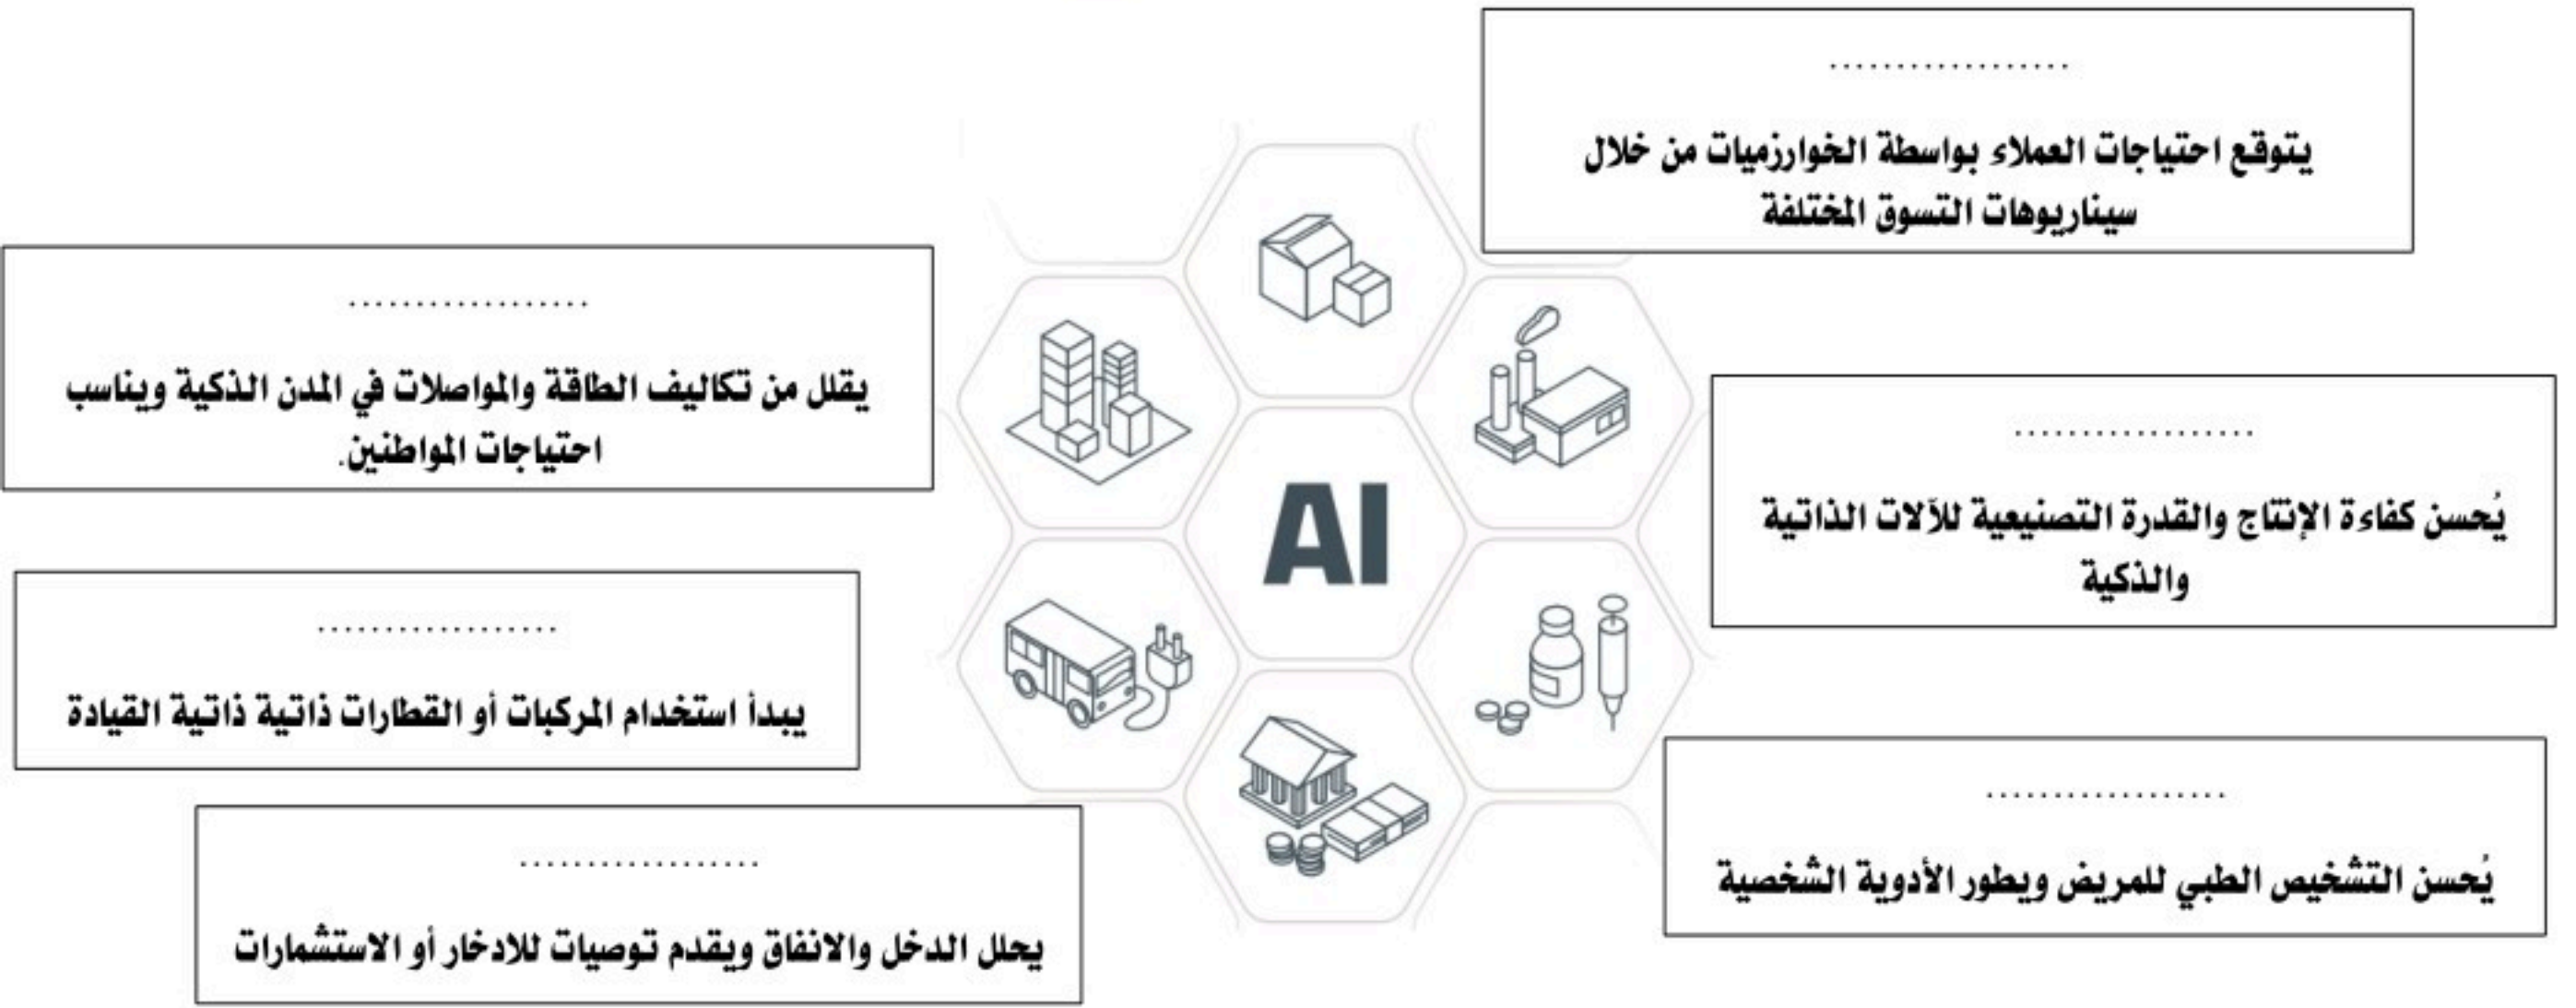 ..................
يتوقع احتياجات العملاء بواسطة الخوارزميات من خلال
سيناريوهات التسوق المختلفة
..................
يقلل من تكاليف الطاقة والمواصلات في المدن الذكية ويناسب
احتياجات المواطنين.
AI
..................
يُحسن كفاءة الإنتاج والقدرة التصنيعية للآلات الذاتية
والذكية
..................
يبدأ استخدام المركبات أو القطارات ذاتية ذاتية القيادة
..................
يُحسن التشخيص الطبي للمريض ويطور الأدوية الشخصية
..................
يحلل الدخل والانفاق ويقدم توصيات للادخار أو الاستشمارات